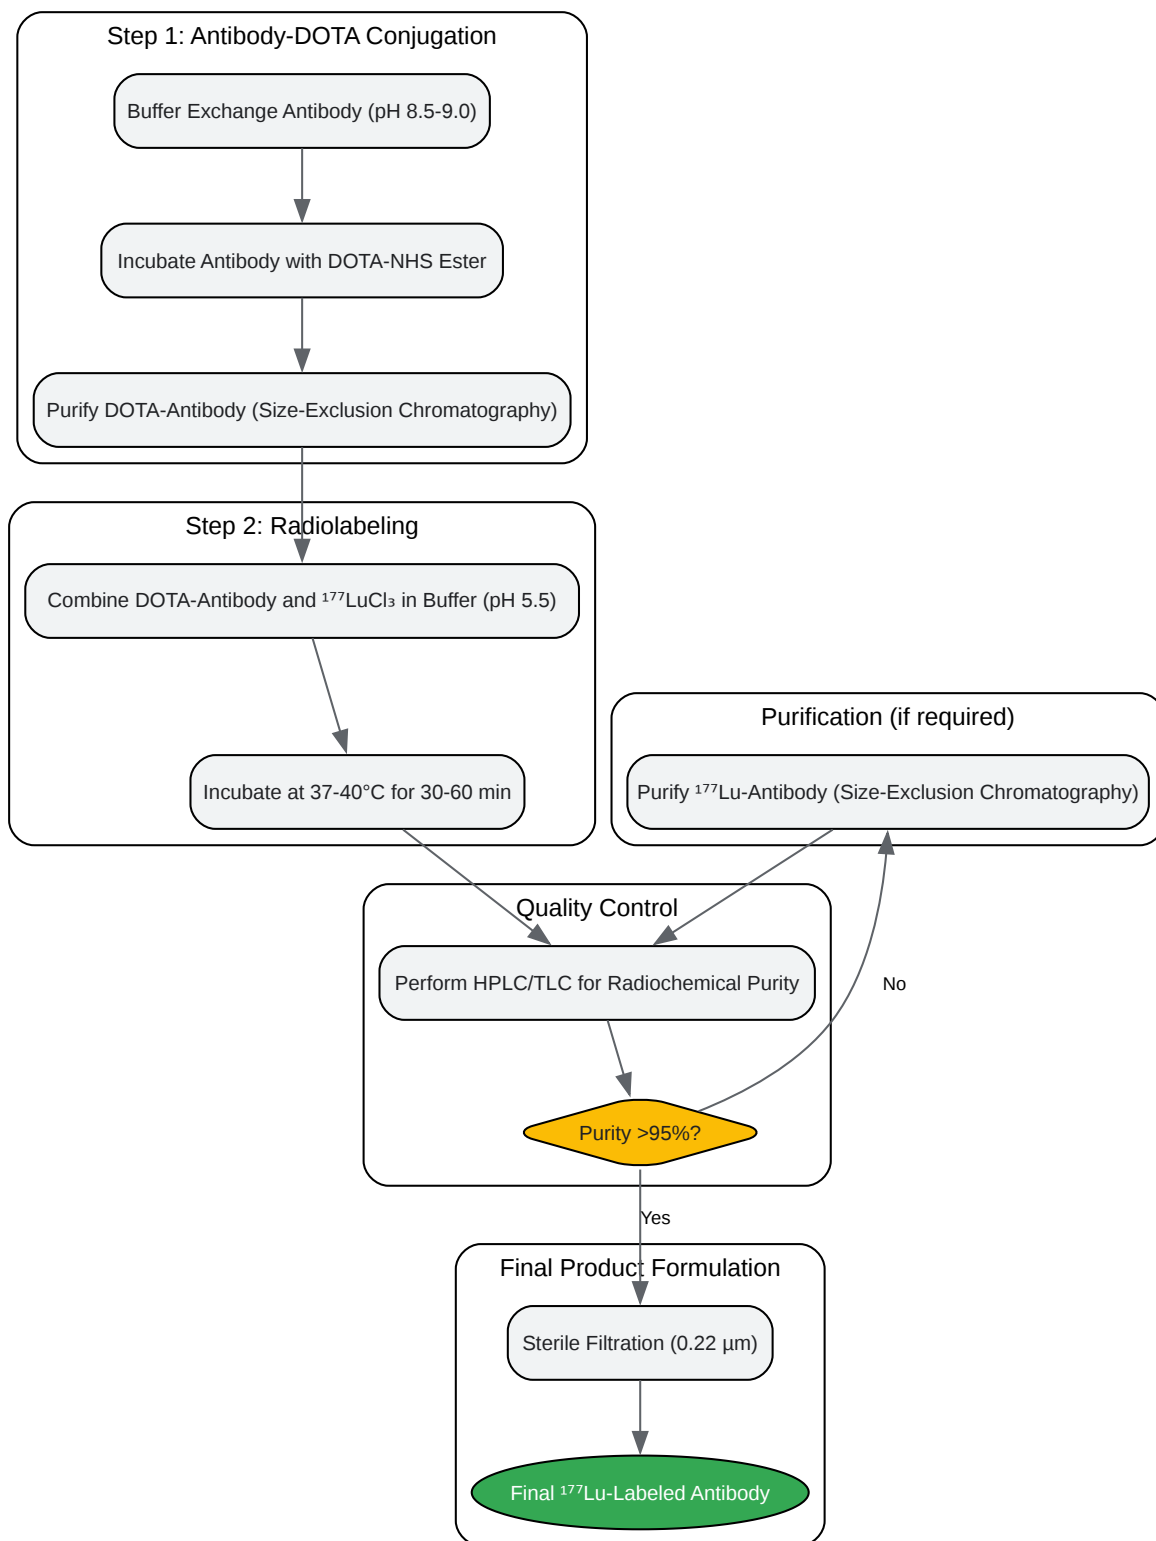 Step 1: Antibody-DOTA Conjugation
Buffer Exchange Antibody (pH 8.5-9.0)
Incubate Antibody with DOTA-NHS Ester
Purify DOTA-Antibody (Size-Exclusion Chromatography)
Step 2: Radiolabeling
Combine DOTA-Antibody and ¹⁷⁷LuCl₃ in Buffer (pH 5.5)
Incubate at 37-40°C for 30-60 min
Purification (if required)
Purify ¹⁷⁷Lu-Antibody (Size-Exclusion Chromatography)
Quality Control
Perform HPLC/TLC for Radiochemical Purity
No
Purity >95%?
Yes
Final Product Formulation
Sterile Filtration (0.22 µm)
Final ¹⁷⁷Lu-Labeled Antibody